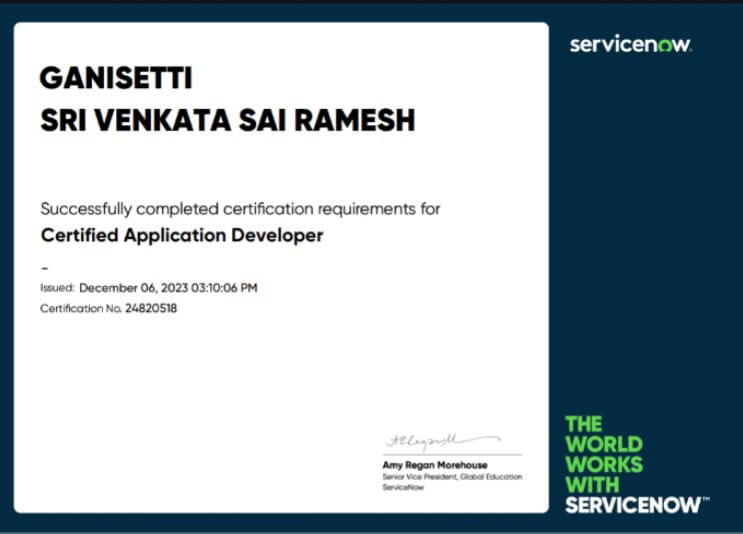 GANISETTI
SRI VENKATA SAI RAMESH
Successfully completed certification requirements for
Certified Application Developer
–
Issued: December 06, 2023 03:10:06 PM
Certification No. 24820518
Amy Regan Morehouse
Senior Vice President, Global Education
ServiceNow
servicenow.
THE
WORLD
WORKS
WITH
SERVICENOW™